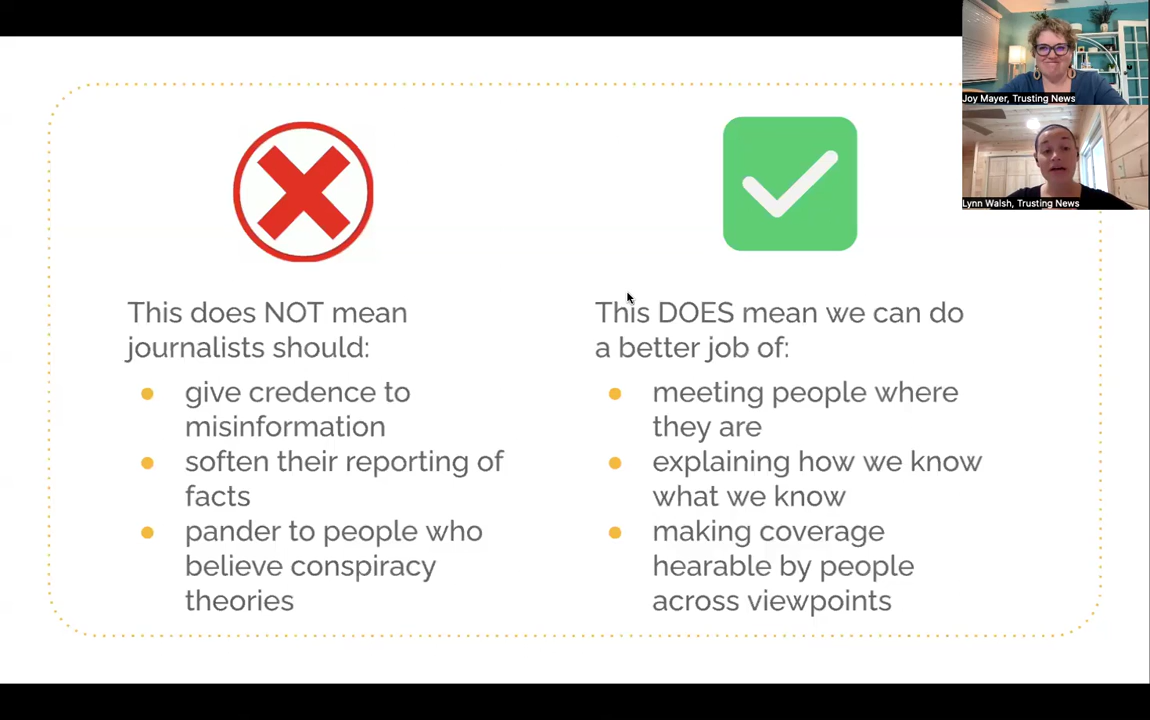 Joy Mayer, Trusting News
Lynn Walsh, Trusting News
This does NOT mean
journalists should:
● give credence to
misinformation
● soften their reporting of
facts
● pander to people who
believe conspiracy
theories
This DOES mean we can do
a better job of:
● meeting people where
they are
● explaining how we know
what we know
● making coverage
hearable by people
across viewpoints